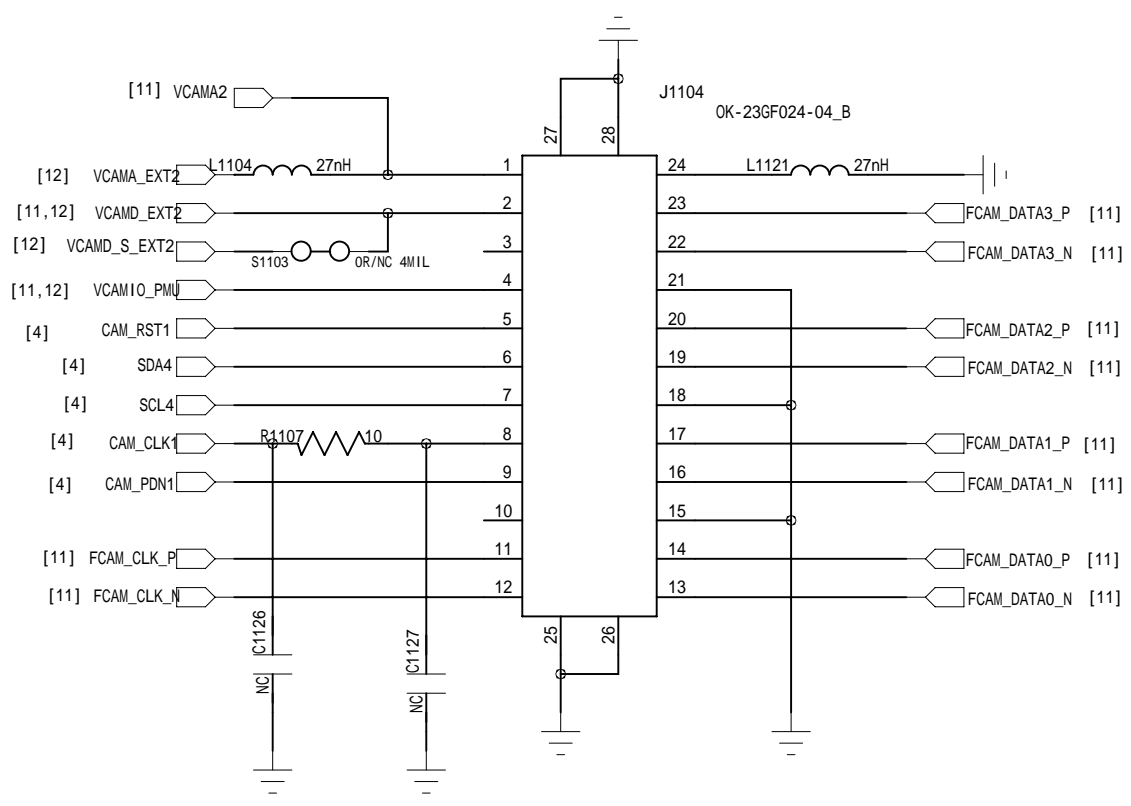 [11] VCAMA2
J1104
OK-23GF024-04_B
27 28
[12] VCAMA_EXT2 L1104 27nH 1 24 L1121 27nH
[11,12] VCAMD_EXT2 2 23 FCAM_DATA3_P [11]
[12] VCAMD_S_EXT2 S1103 0R/NC 4MIL 3 22 FCAM_DATA3_N [11]
[11,12] VCAMIO_PMU 4 21
[4] CAM_RST1 5 20 FCAM_DATA2_P [11]
[4] SDA4 6 19 FCAM_DATA2_N [11]
[4] SCL4 7 18
[4] CAM_CLK1 R1107 10 8 17 FCAM_DATA1_P [11]
[4] CAM_PDN1 9 16 FCAM_DATA1_N [11]
10 15
[11] FCAM_CLK_P 11 14 FCAM_DATA0_P [11]
[11] FCAM_CLK_N 12 13 FCAM_DATA0_N [11]
25 26
C1126 NC
C1127 NC